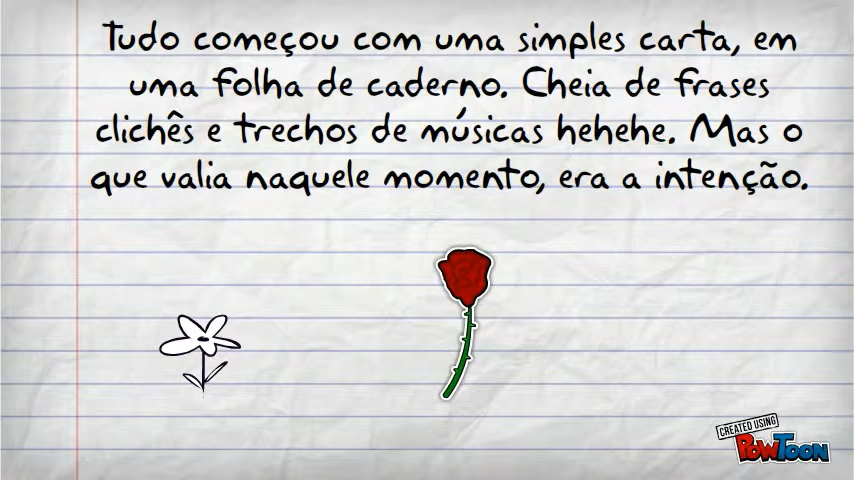 Tudo começou com uma simples carta, em
uma folha de caderno. Cheia de frases
clichês e trechos de músicas hehehe. Mas o
que valia naquele momento, era a intenção.
CREATED USING
POWTOON